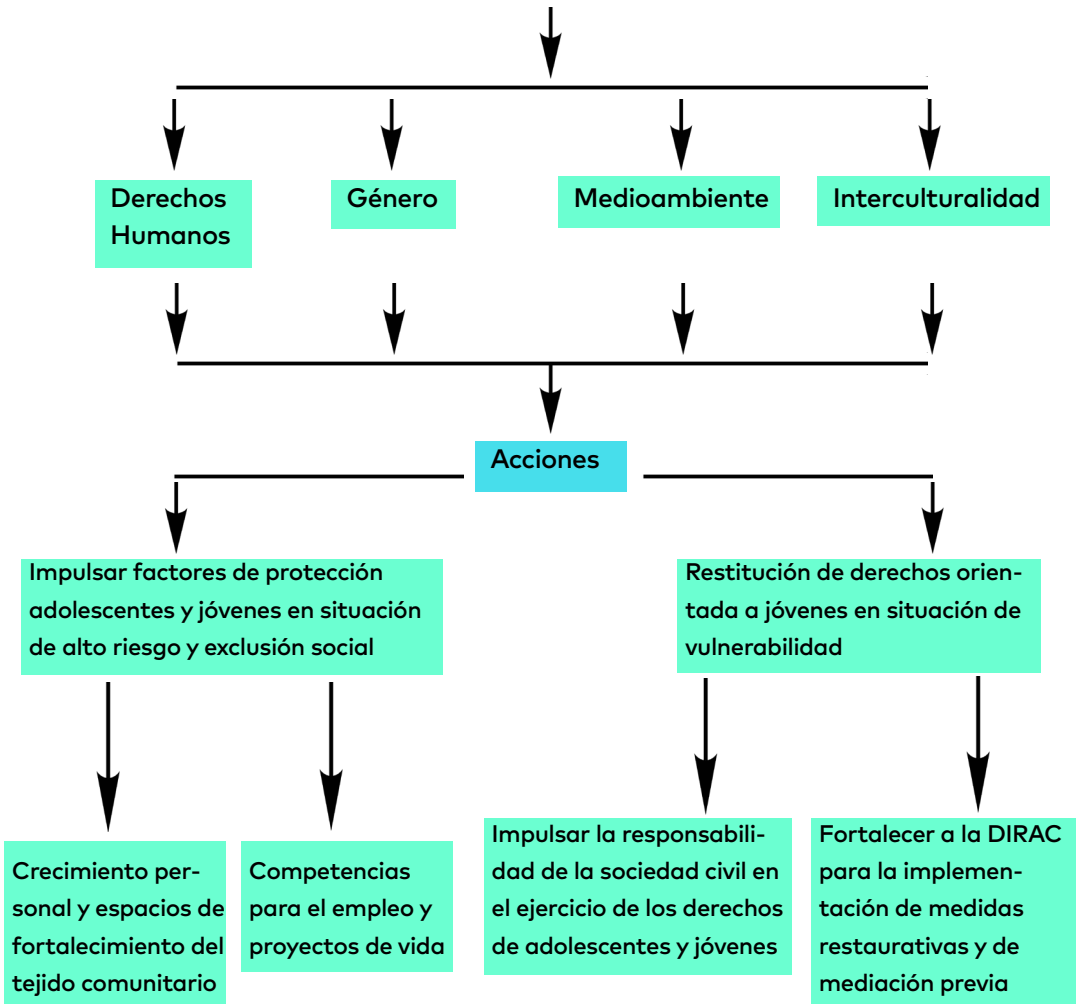 Derechos
Humanos
Género
Medioambiente
Interculturalidad
Acciones
Impulsar factores de protección
adolescentes y jóvenes en situación
de alto riesgo y exclusión social
Restitución de derechos orien-
tada a jóvenes en situación de
vulnerabilidad
Crecimiento per-
sonal y espacios de
fortalecimiento del
tejido comunitario
Competencias
para el empleo y
proyectos de vida
Impulsar la responsabili-
dad de la sociedad civil en
el ejercicio de los derechos
de adolescentes y jóvenes
Fortalecer a la DIRAC
para la implemen-
tación de medidas
restaurativas y de
mediación previa